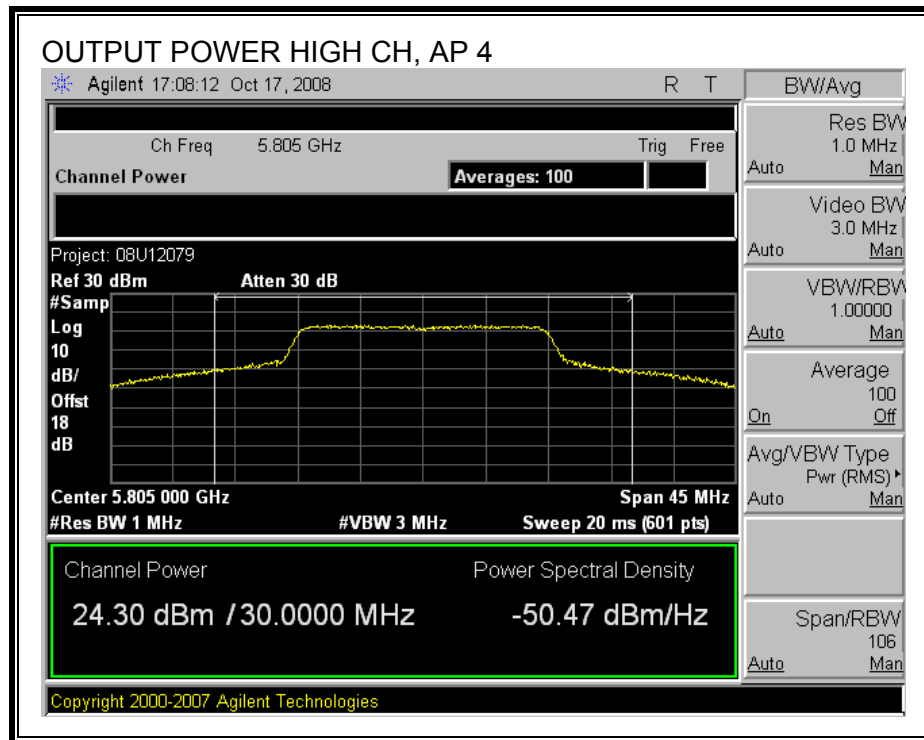 OUTPUT POWER HIGH CH, AP 4
Agilent 17:08:12 Oct 17, 2008 R T
BW/Avg
Ch Freq 5.805 GHz Trig Free
Channel Power Averages: 100
Project: 08U12079
Ref 30 dBm Atten 30 dB
#Samp
Log
10
dB/
Offst
18
dB
Center 5.805 000 GHz Span 45 MHz
#Res BW 1 MHz #VBW 3 MHz Sweep 20 ms (601 pts)
Channel Power Power Spectral Density
24.30 dBm / 30.0000 MHz -50.47 dBm/Hz
Res BW
1.0 MHz
Auto Man
Video BW
3.0 MHz
Auto Man
VBW/RBW
1.00000
Auto Man
Average
100
On Off
Avg/VBW Type
Pwr (RMS)
Auto Man
Span/RBW
106
Auto Man
Copyright 2000-2007 Agilent Technologies